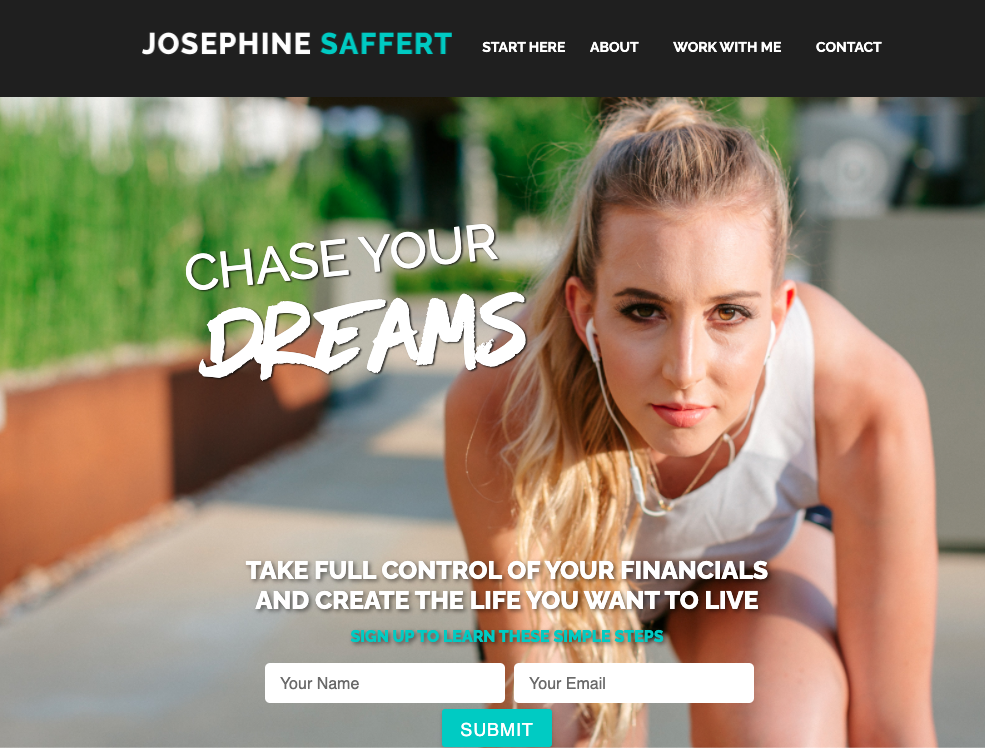 JOSEPHINE SAFFERT
START HERE ABOUT WORK WITH ME CONTACT
CHASE YOUR
DREAMS
TAKE FULL CONTROL OF YOUR FINANCIALS
AND CREATE THE LIFE YOU WANT TO LIVE
SIGN UP TO LEARN THESE SIMPLE STEPS
Your Name
Your Email
SUBMIT